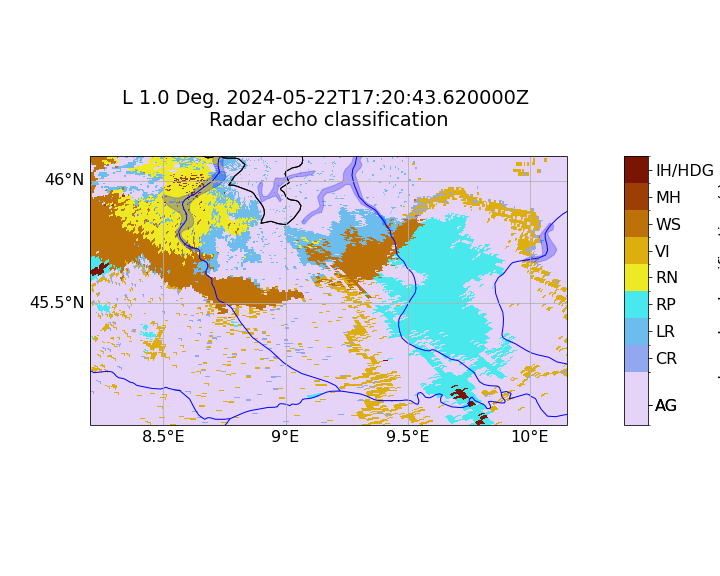 L 1.0 Deg. 2024-05-22T17:20:43.620000Z
Radar echo classification
46°N
45.5°N
8.5°E
9°E
9.5°E
10°E
IH/HDG
MH
WS
VI
RN
RP
LR
CR
AG